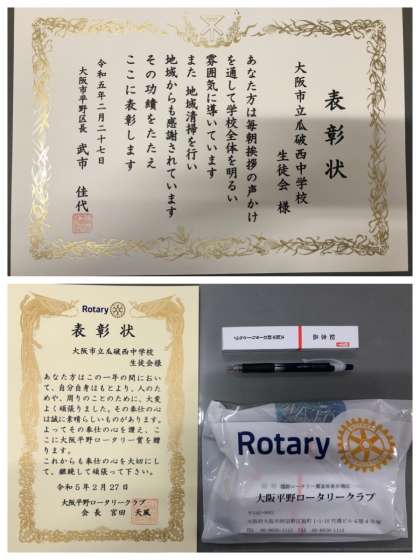 表彰状
大阪市立瓜破西中学校
生徒会 様
あなた方は毎朝挨拶の声かけ
を通して学校全体を明るい
雰囲気に導いています
また 地域清掃を行い
地域からも感謝されています
その功績をたたえ
ここに表彰します
令和五年二月二十七日
大阪市平野区長 武市 佳代
Rotary
表彰状
大阪市立瓜破西中学校
生徒会様
あなた方はこの一年の間において、
自分自身はもとより、人のた
めや、周りのことのために、大変
よく頑張りました。その奉仕の心
は誠に素晴らしいものがあります。
よってその奉仕の心を讃え、こ
こに大阪平野ロータリー賞を贈
ります。
これからも奉仕の心を大切にし
て、継続して頑張って下さい。
令和5年2月27日
大阪平野ロータリークラブ
会長 宮田 天風
記念品
Rotary
大阪平野ロータリークラブ